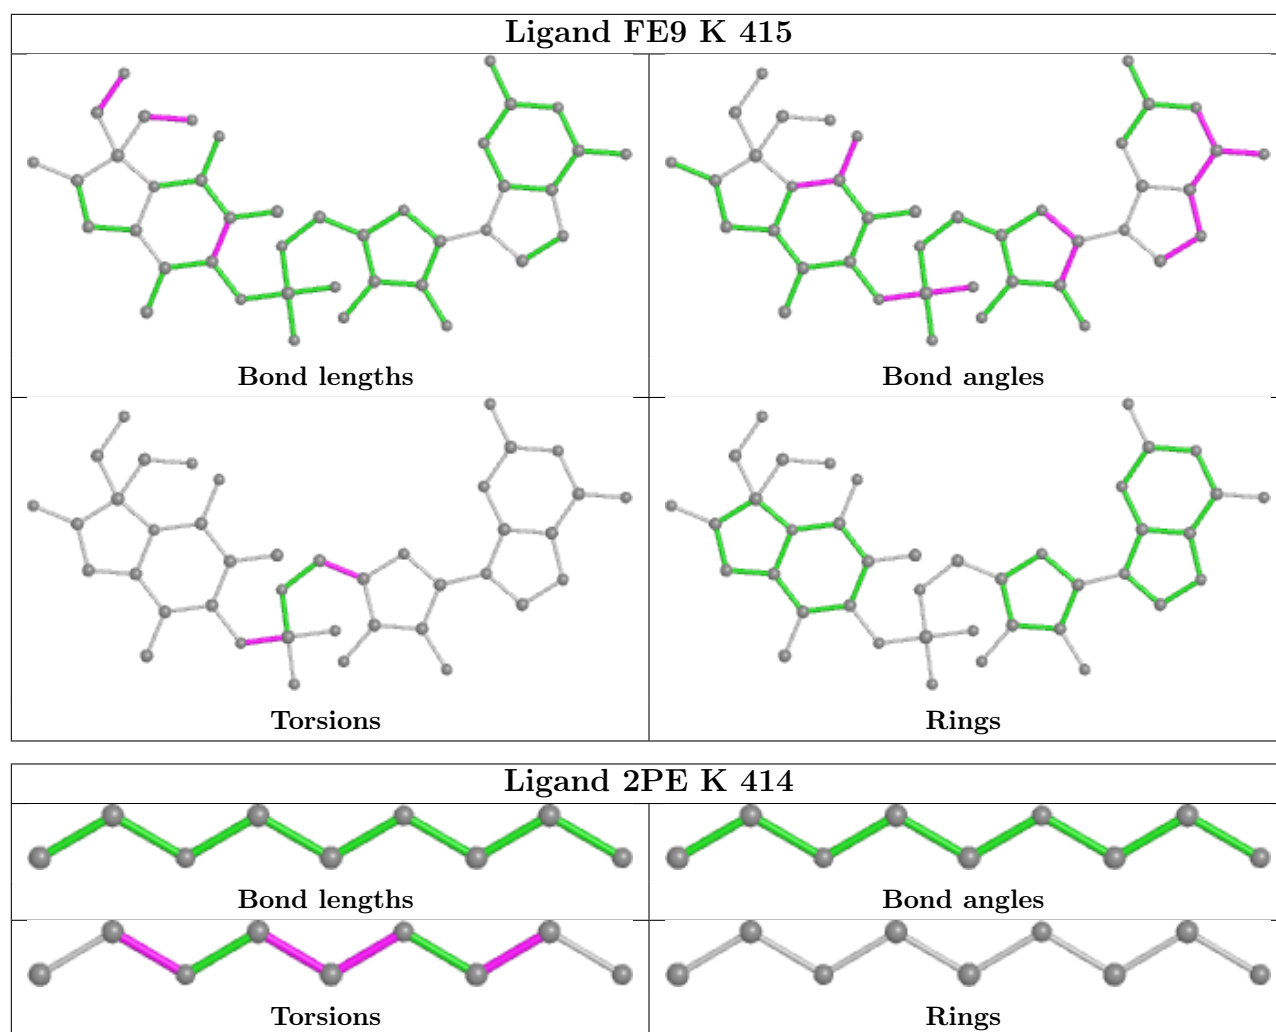 Ligand FE9 K 415
Bond lengths
Bond angles
Torsions
Rings
Ligand 2PE K 414
Bond lengths
Bond angles
Torsions
Rings